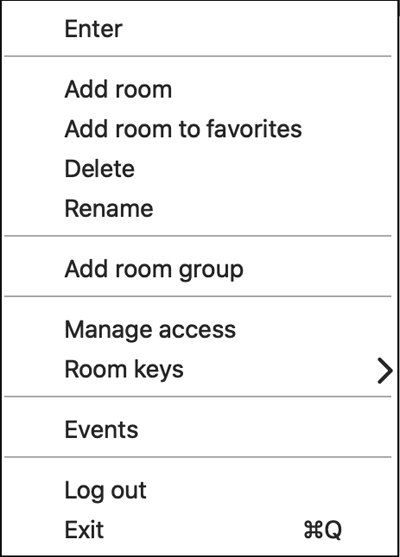 Enter
Add room
Add room to favorites
Delete
Rename
Add room group
Manage access
Room keys
Events
Log out
Exit ⌘Q